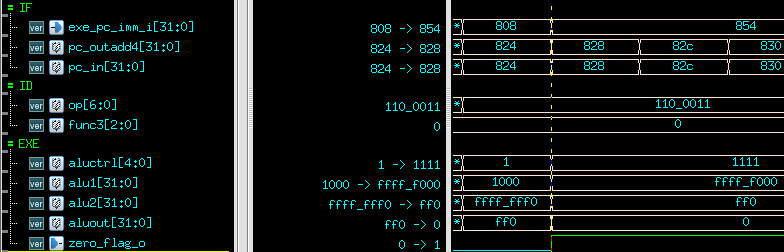 IF
ver exe_pc_imm_i[31:0] 808 -> 854 * 808 854
ver pc_outadd4[31:0] 824 -> 828 * 824 828 82c 830
ver pc_in[31:0] 824 -> 828 * 824 828 82c 830
ID
ver op[6:0] 110_0011 * 110_0011
ver func3[2:0] 0 0
EXE
ver aluctrl[4:0] 1 -> 1111 * 1 1111
ver alu1[31:0] 1000 -> ffff_f000 * 1000 ffff_f000
ver alu2[31:0] ffff_fff0 -> ff0 * ffff_fff0 ff0
ver aluout[31:0] ff0 -> 0 * ff0 0
ver zero_flag_o 0 -> 1